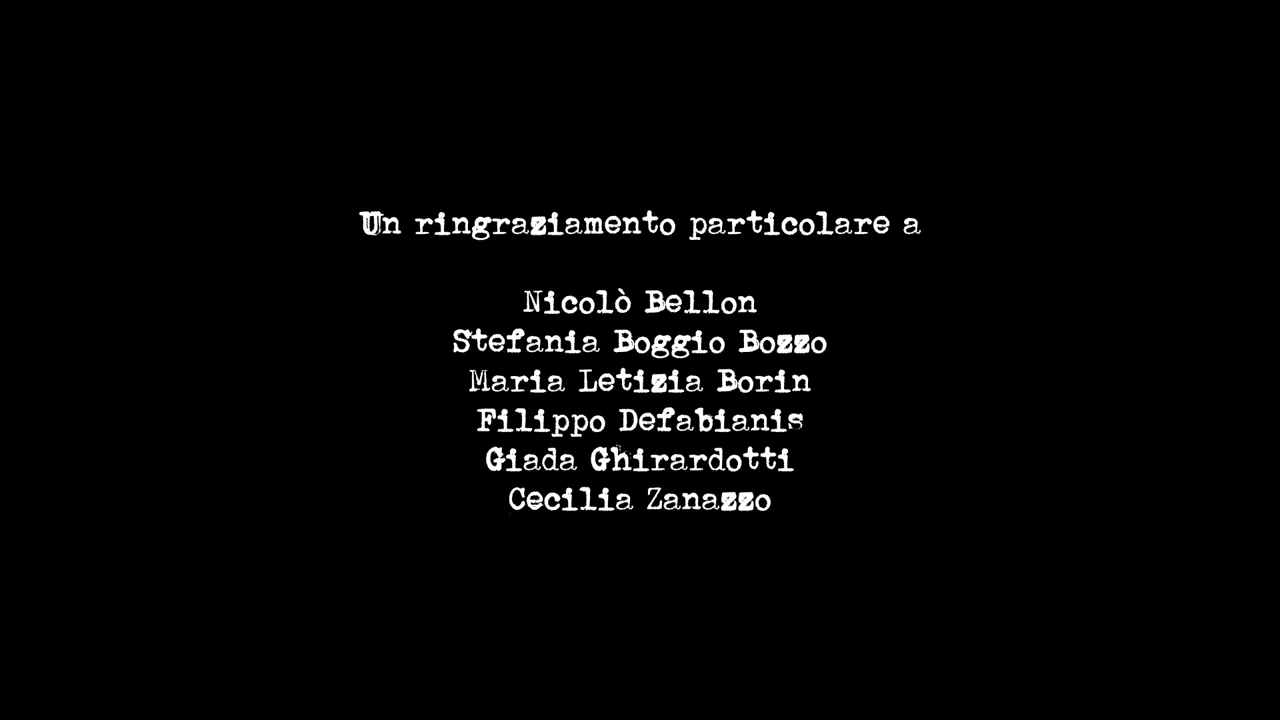 Un ringraziamento particolare a
Nicolò Bellon
Stefania Boggio Bozzo
Maria Letizia Borin
Filippo Defabianis
Giada Ghirardotti
Cecilia Zanazzo